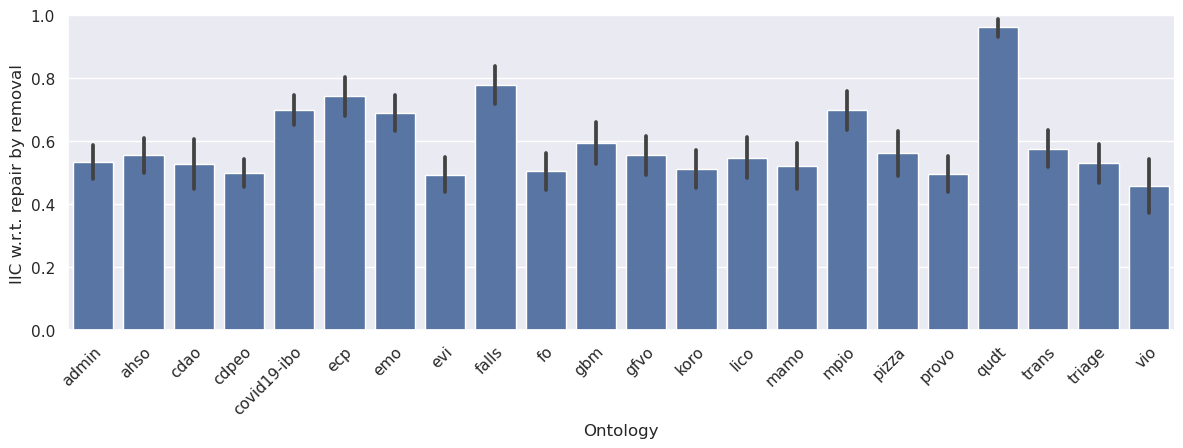 IIC w.r.t. repair by removal
1.0
0.8
0.6
0.4
0.2
0.0
admin
ahso
cdao
cdpeo
covid19-ibo
ecp
emo
evi
falls
fo
gbm
gfvo
koro
lico
mamo
mpio
pizza
provo
qudt
trans
triage
vio
Ontology